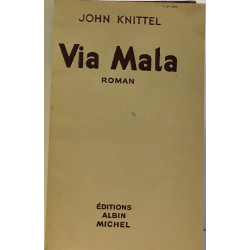 JOHN KNITTEL
Via Mala
ROMAN
ÉDITIONS
ALBIN
MICHEL